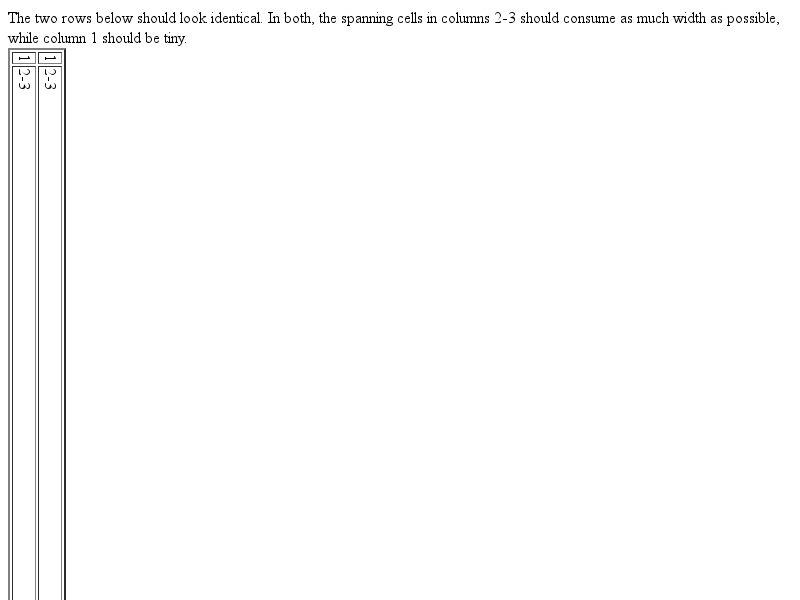 The two rows below should look identical. In both, the spanning cells in columns 2-3 should consume as much width as possible,
while column 1 should be tiny.
1 1
2-3 2-3